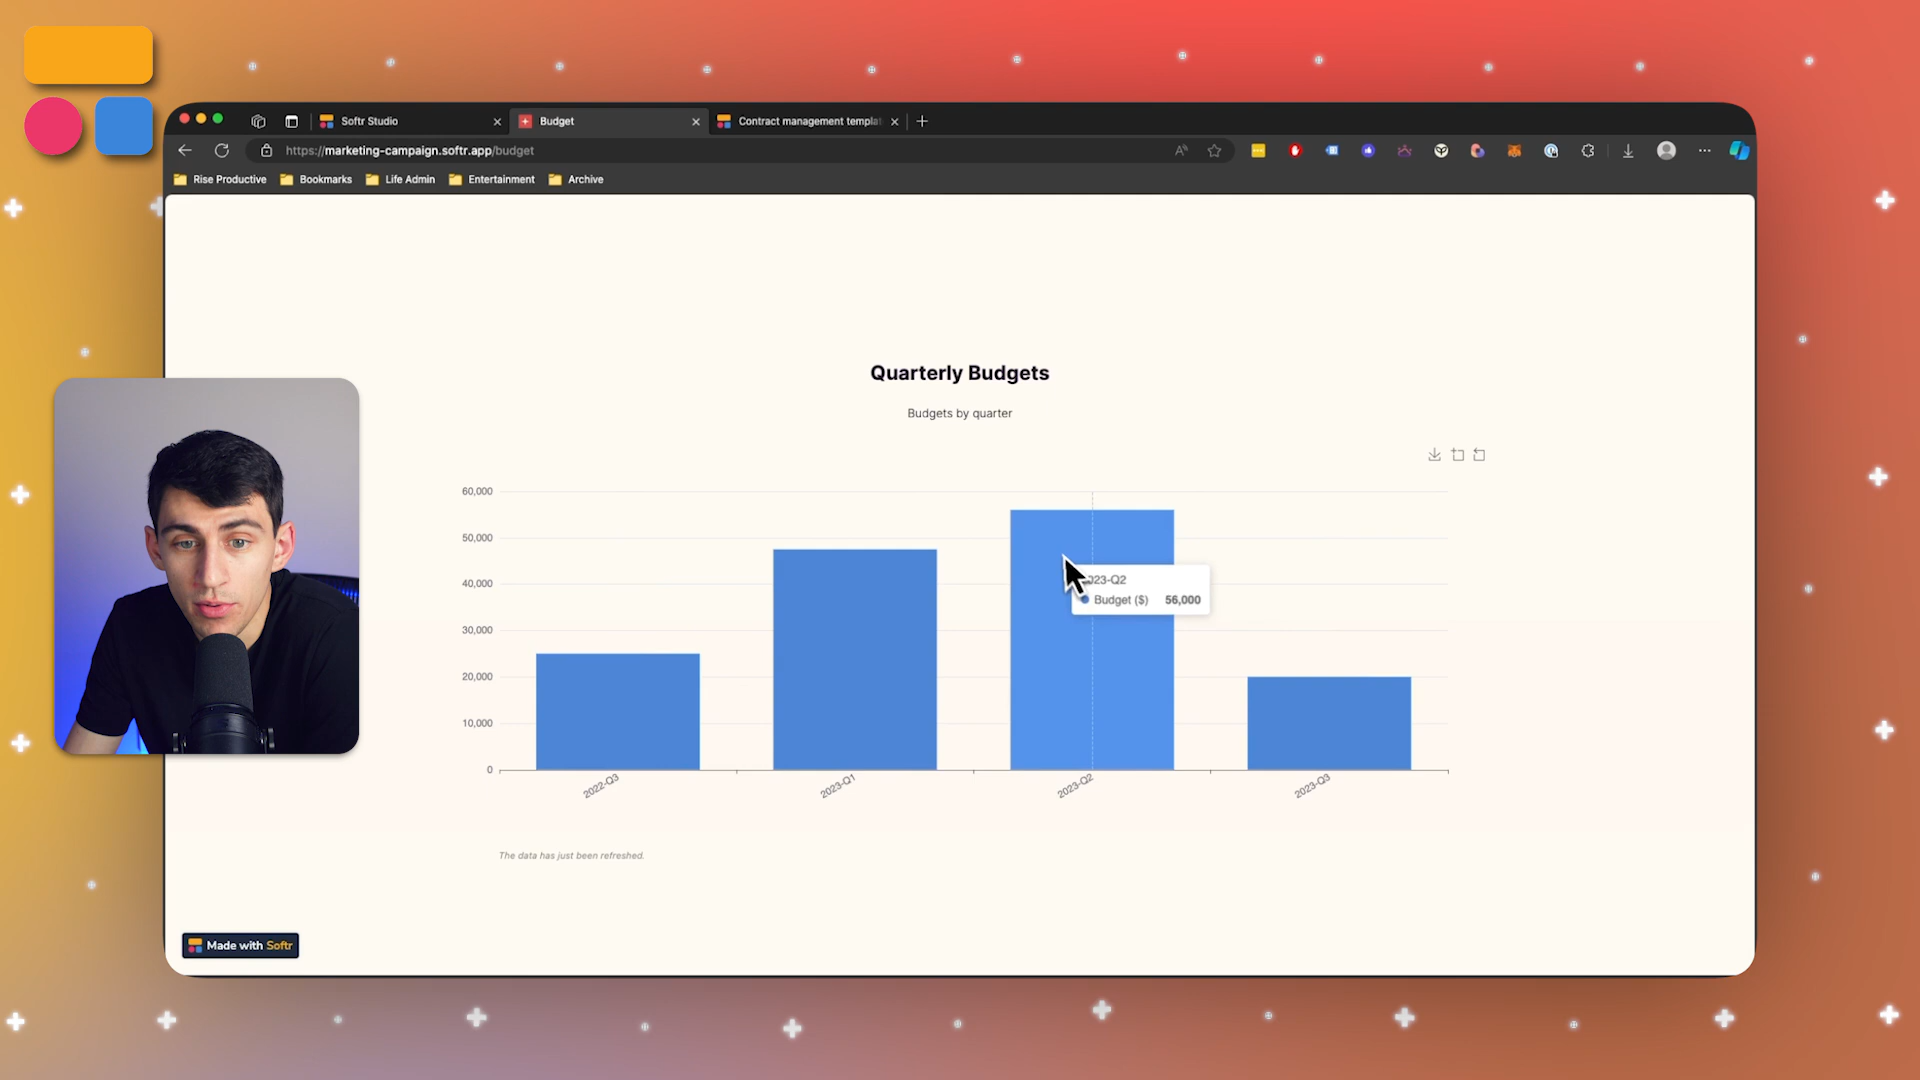 Softr Studio
Budget
Contract management templat
https://marketing-campaign.softr.app/budget
Rise Productive
Bookmarks
Life Admin
Entertainment
Archive
Quarterly Budgets
Budgets by quarter
60,000
50,000
40,000
30,000
20,000
10,000
0
023-Q2
Budget ($) 56,000
2022-Q3
2023-Q1
2023-Q2
2023-Q3
The data has just been refreshed.
Made with Softr